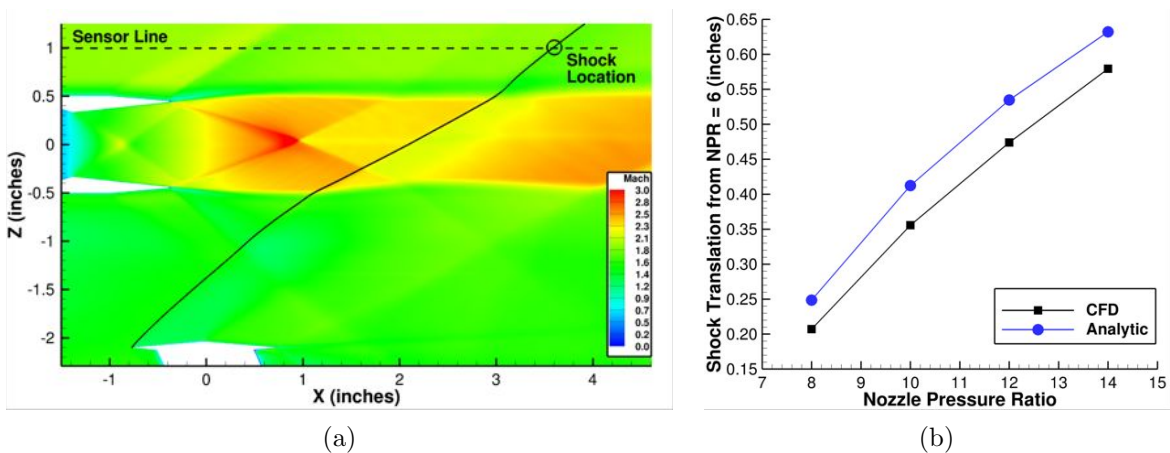 Sensor Line
Shock
Location
1
0.5
0
-0.5
-1
-1.5
-2
Z (inches)
-1 0 1 2 3 4
X (inches)
Mach
3.0
2.8
2.5
2.3
2.1
1.8
1.6
1.4
1.2
0.9
0.7
0.5
0.2
0.0
(a)
Shock Translation from NPR = 6 (inches)
0.65
0.60
0.55
0.50
0.45
0.40
0.35
0.30
0.25
0.20
0.15
7 8 9 10 11 12 13 14 15
Nozzle Pressure Ratio
CFD
Analytic
(b)